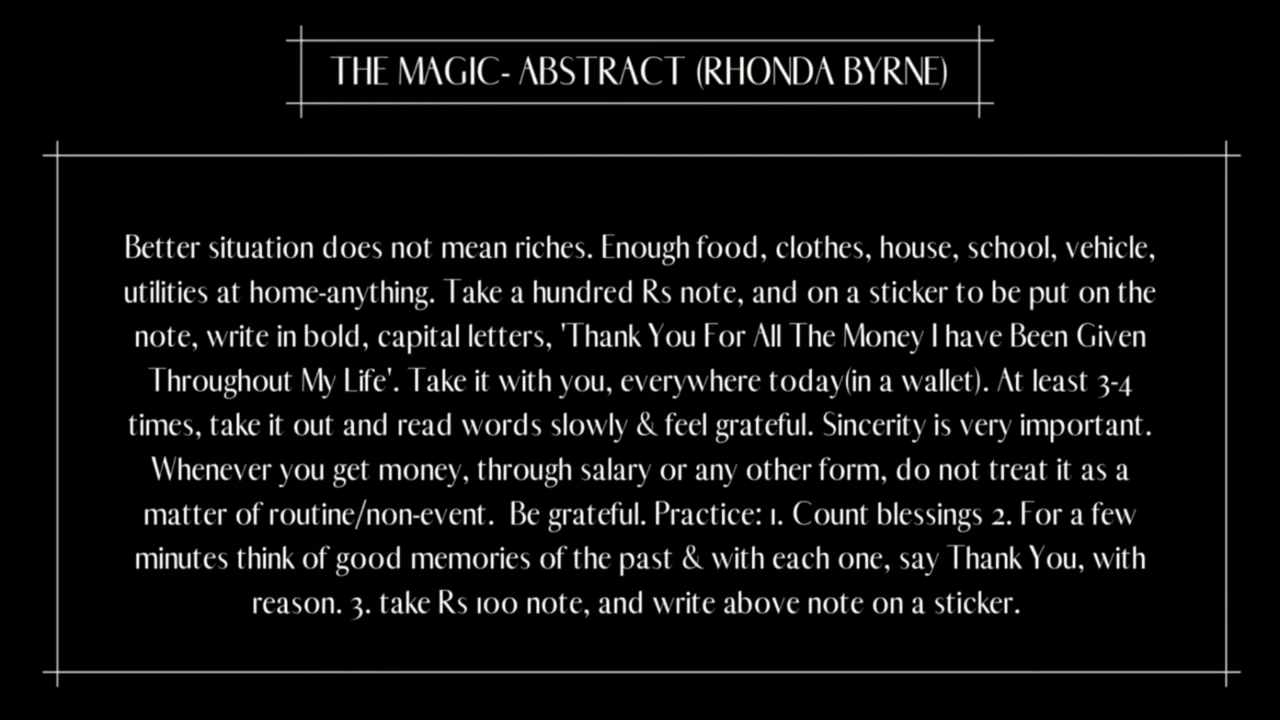 THE MAGIC- ABSTRACT (RHONDA BYRNE)
Better situation does not mean riches. Enough food, clothes, house, school, vehicle,
utilities at home-anything. Take a hundred Rs note, and on a sticker to be put on the
note, write in bold, capital letters, 'Thank You For All The Money I have Been Given
Throughout My Life'. Take it with you, everywhere today(in a wallet). At least 3-4
times, take it out and read words slowly & feel grateful. Sincerity is very important.
Whenever you get money, through salary or any other form, do not treat it as a
matter of routine/non-event.  Be grateful. Practice: 1. Count blessings 2. For a few
minutes think of good memories of the past & with each one, say Thank You, with
reason. 3. take Rs 100 note, and write above note on a sticker.